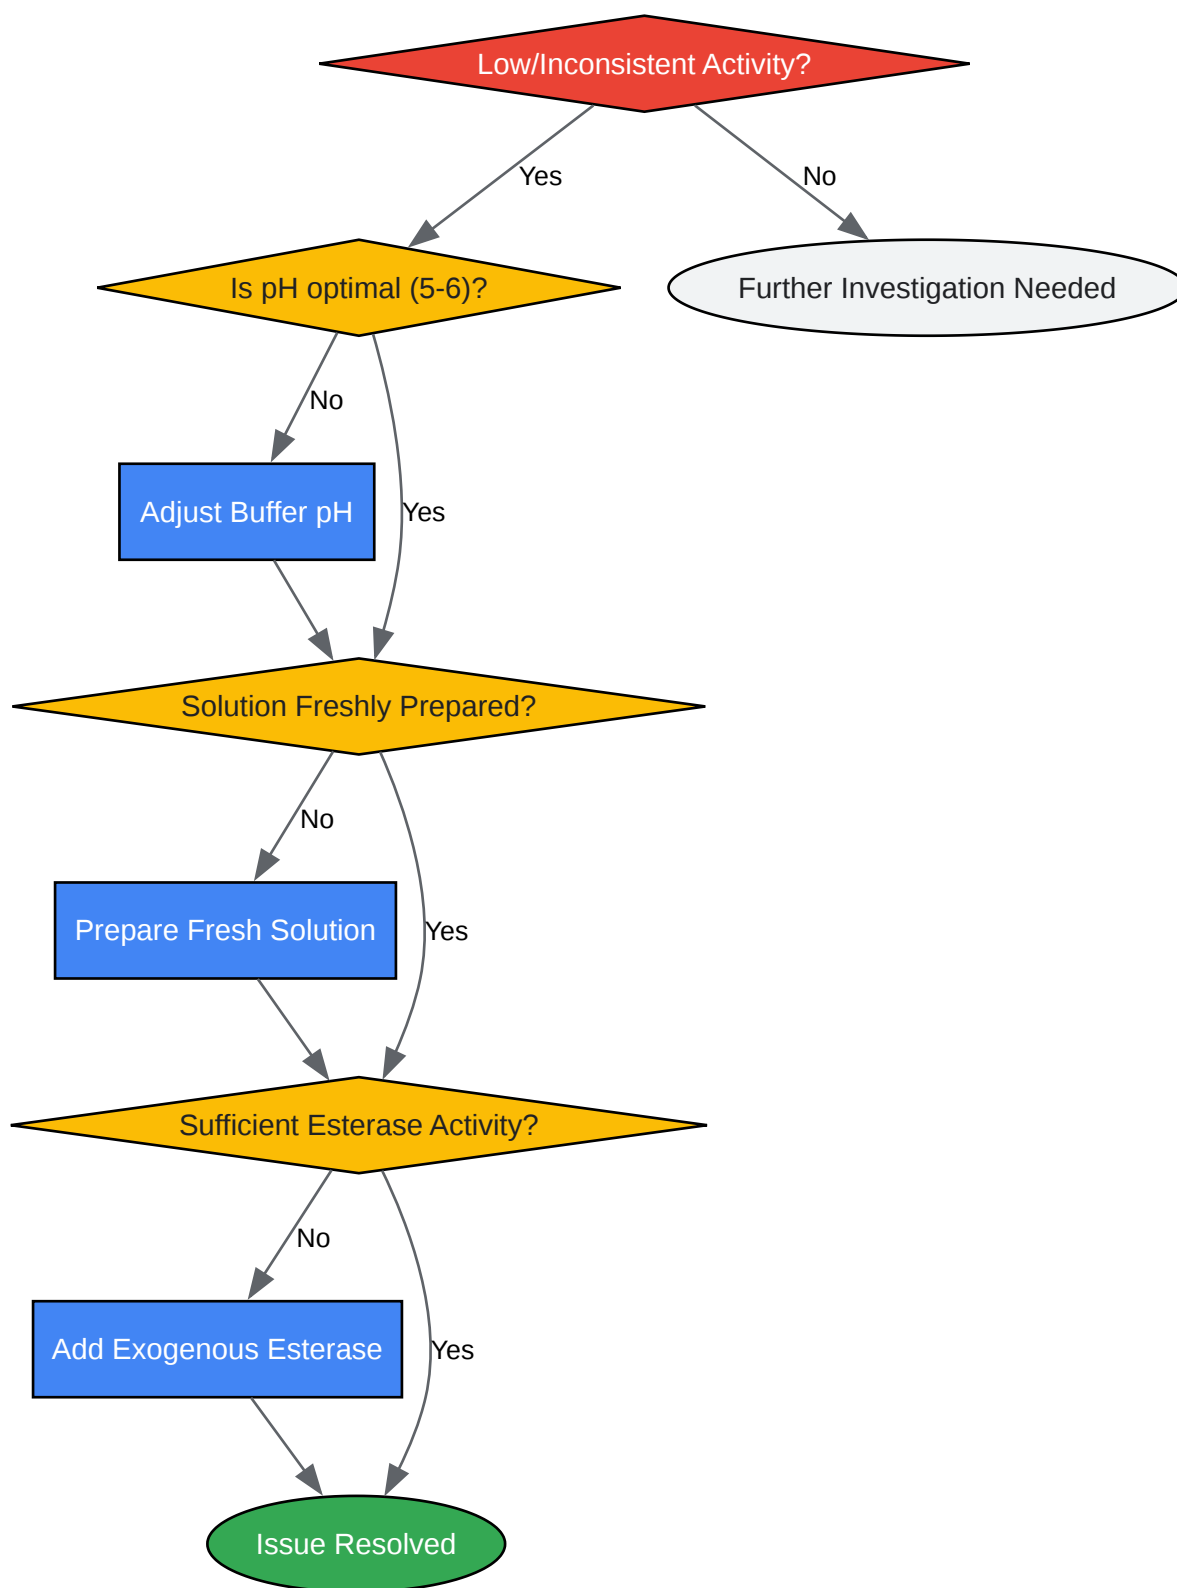 Low/Inconsistent Activity?
Yes
No
Is pH optimal (5-6)?
Further Investigation Needed
No
Adjust Buffer pH
Yes
Solution Freshly Prepared?
No
Prepare Fresh Solution
Yes
Sufficient Esterase Activity?
No
Add Exogenous Esterase
Yes
Issue Resolved